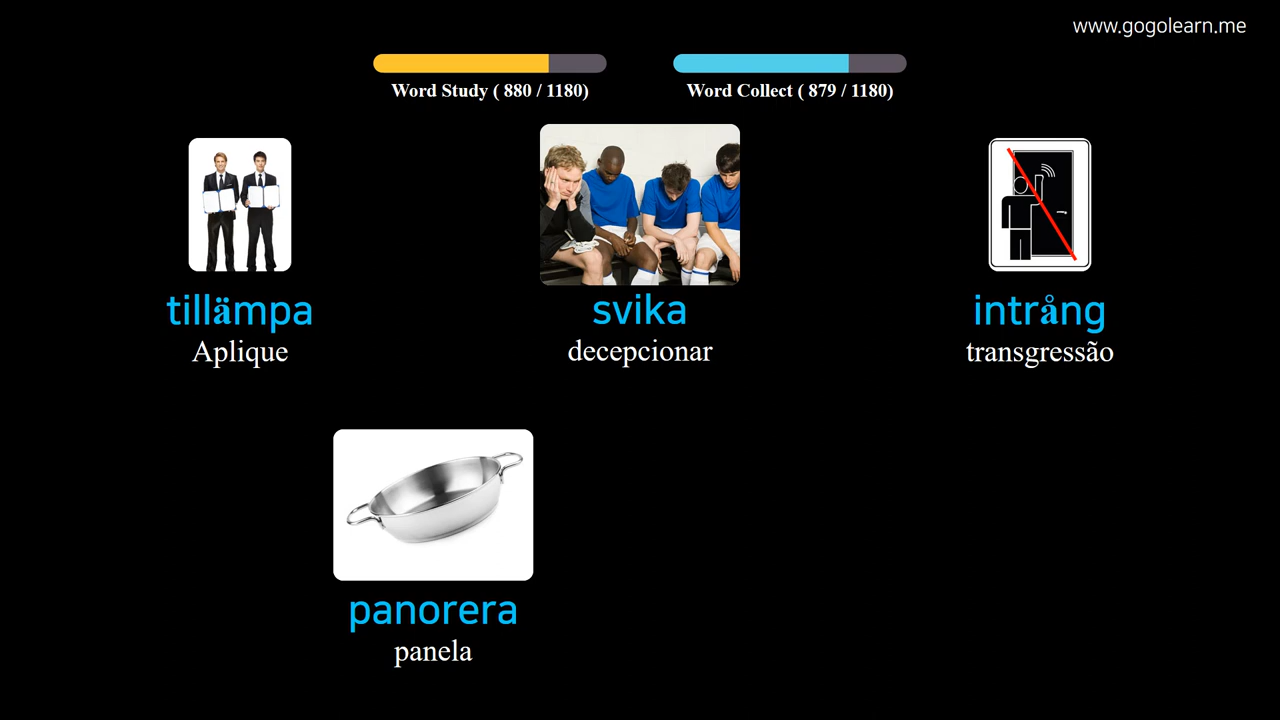 www.gogolearn.me
Word Study ( 880 / 1180)
Word Collect ( 879 / 1180)
tillämpa
Aplique
svika
decepcionar
intrång
transgressão
panorera
panela